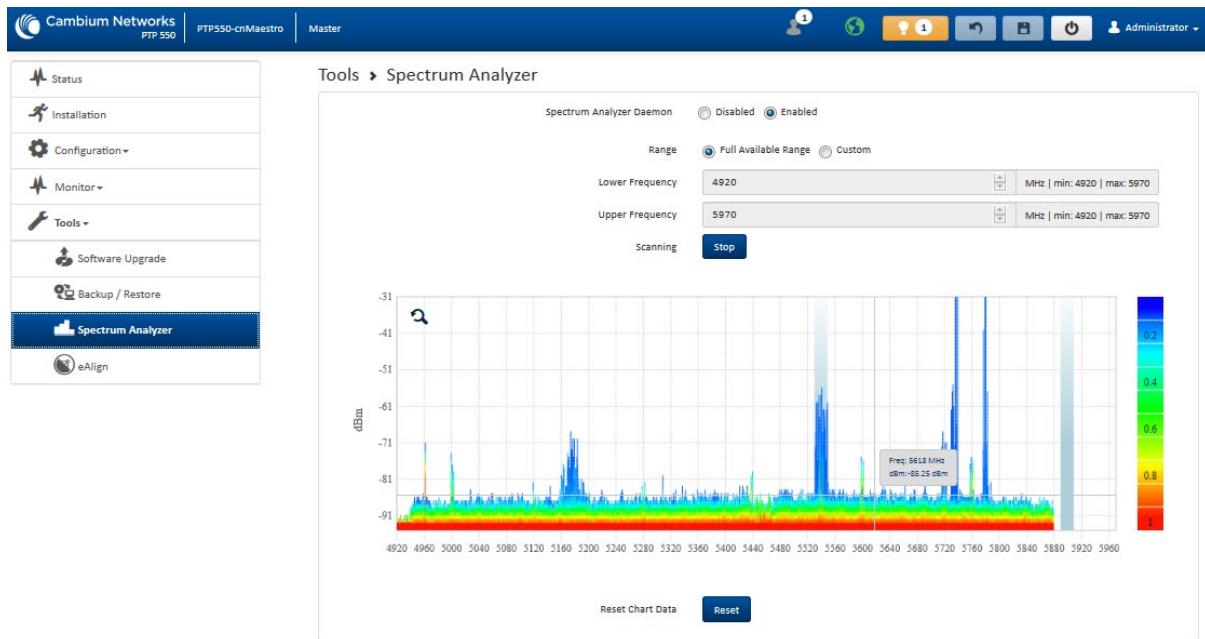 Cambium Networks
PTP 550
PTP550-cnMaestro
Master
1
1
Administrator
Status
Installation
Configuration
Monitor
Tools
Software Upgrade
Backup / Restore
Spectrum Analyzer
eAlign
Tools > Spectrum Analyzer
Spectrum Analyzer Daemon Disabled Enabled
Range Full Available Range Custom
Lower Frequency 4920 MHz | min: 4920 | max: 5970
Upper Frequency 5970 MHz | min: 4920 | max: 5970
Scanning Stop
-31
-41
-51
-61
-71
-81
-91
dBm
Freq: 5618 MHz
dBm:-85.25 dBm
0.2
0.4
0.6
0.8
1
4920 4960 5000 5040 5080 5120 5160 5200 5240 5280 5320 5360 5400 5440 5480 5520 5560 5600 5640 5680 5720 5760 5800 5840 5880 5920 5960
Reset Chart Data Reset